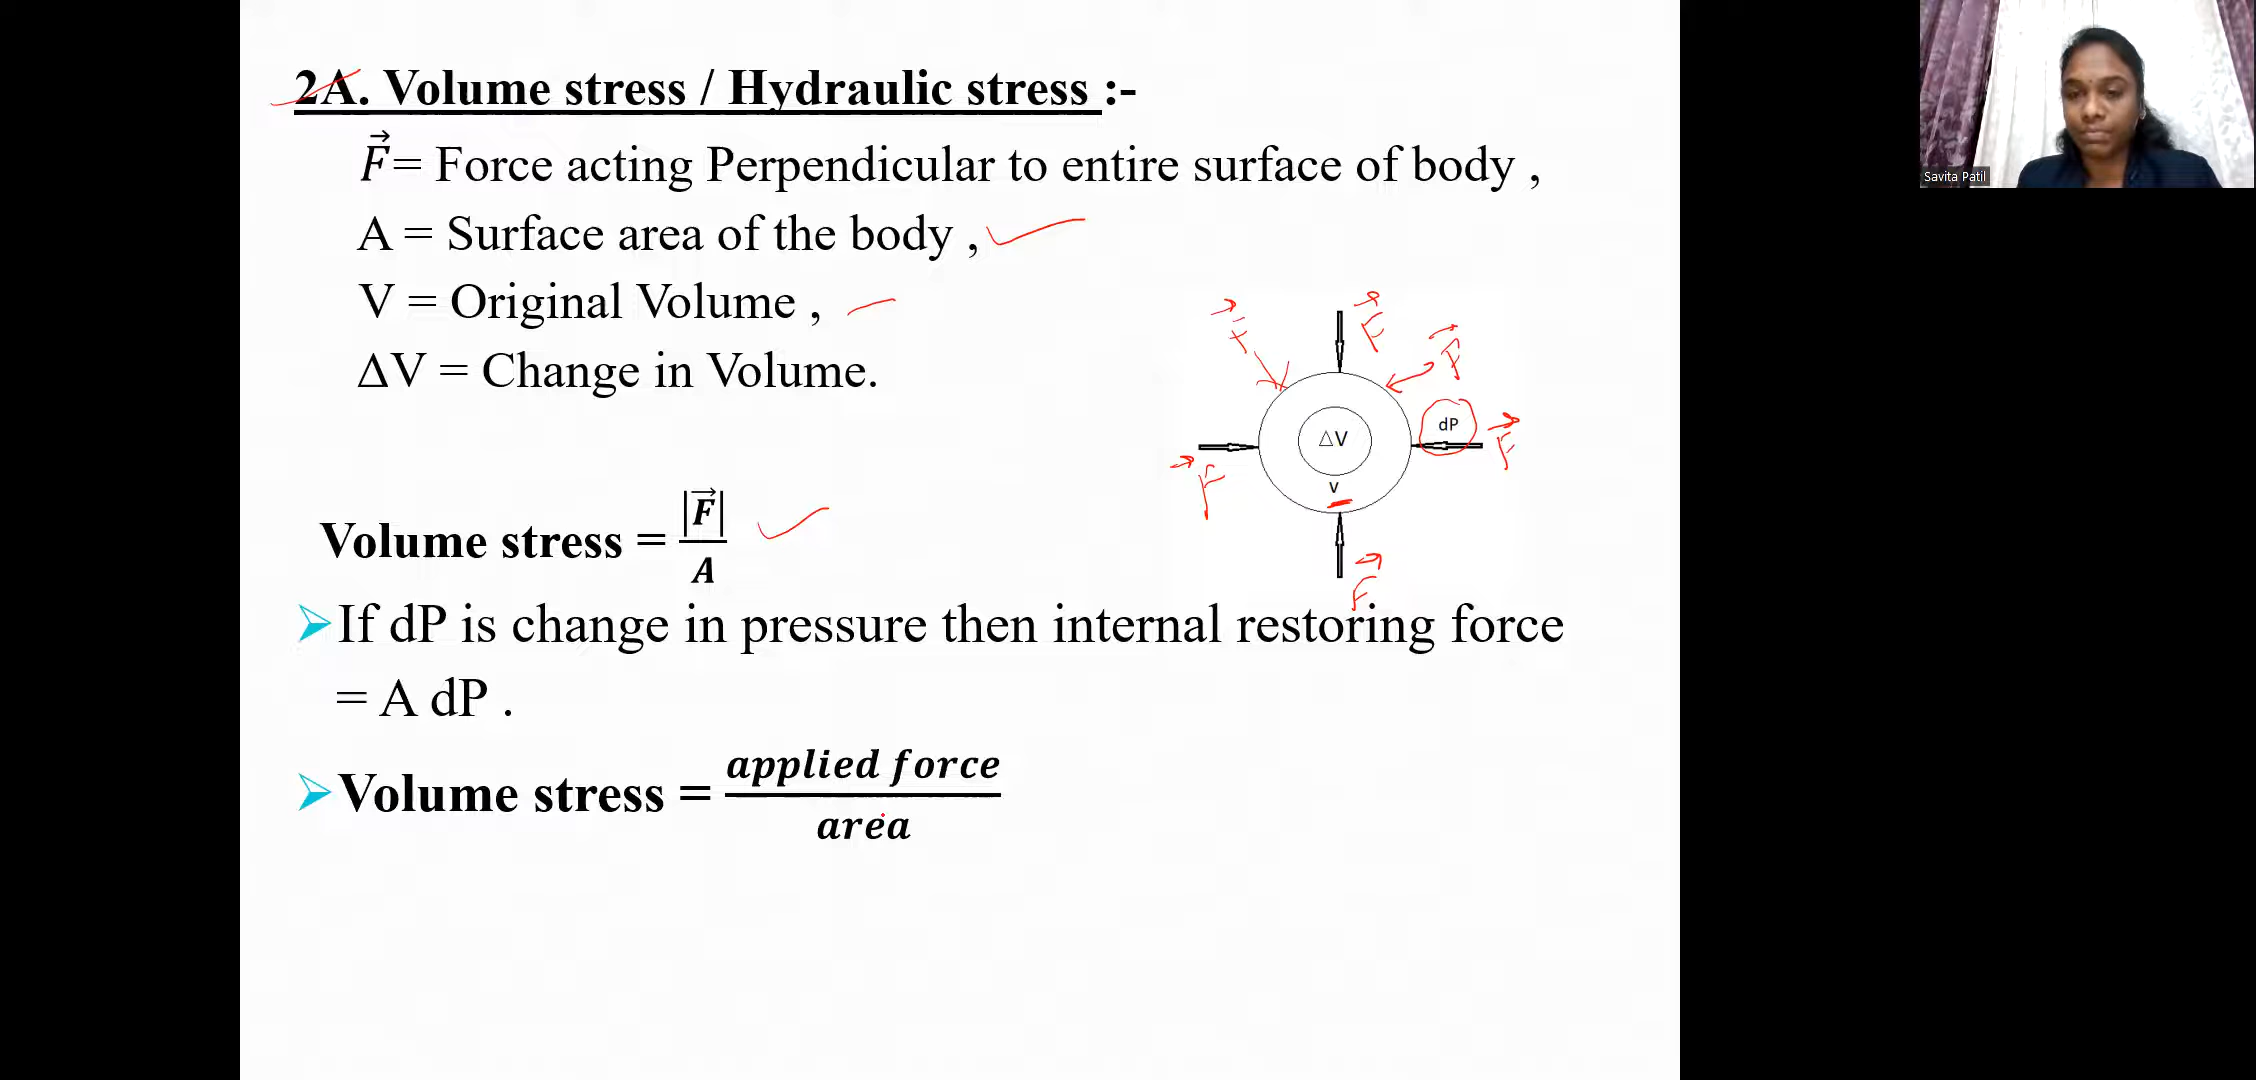 2A. Volume stress / Hydraulic stress :-
F⃗= Force acting Perpendicular to entire surface of body ,
A = Surface area of the body ,
V = Original Volume ,
ΔV = Change in Volume.
F⃗
F⃗
dP
F⃗
F⃗
△V
v
F⃗
Volume stress = |F⃗| / A
➢If dP is change in pressure then internal restoring force
= A dP .
➢Volume stress = applied force / area
Savita Patil